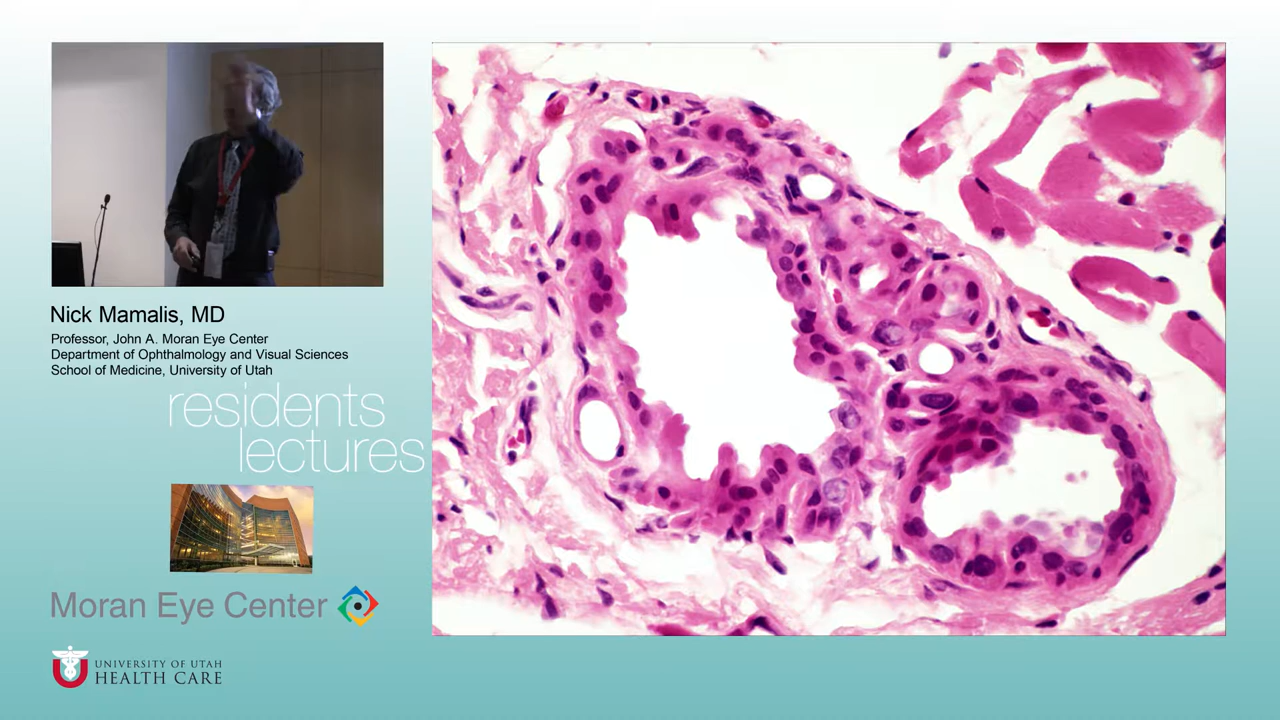 Nick Mamalis, MD
Professor, John A. Moran Eye Center
Department of Ophthalmology and Visual Sciences
School of Medicine, University of Utah
residents
lectures
Moran Eye Center
UNIVERSITY OF UTAH
HEALTH CARE